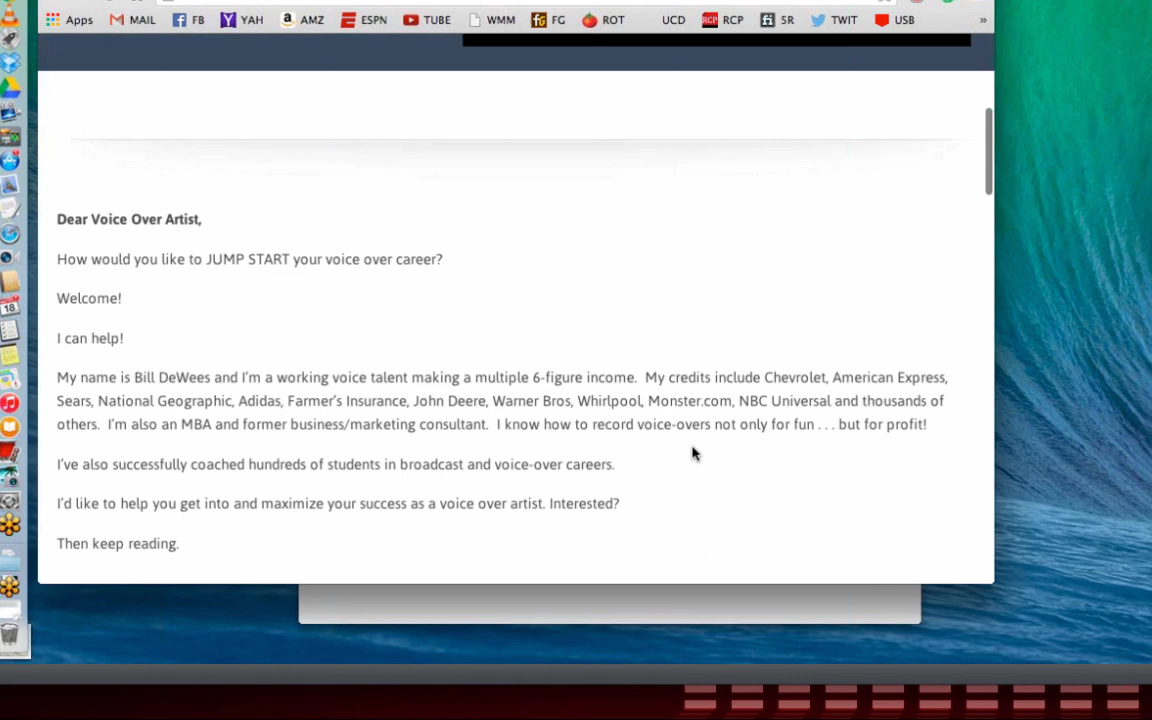 Apps MAIL FB YAH AMZ ESPN TUBE WMM FG ROT UCD RCP RCP 5R TWIT USB »
Dear Voice Over Artist,
How would you like to JUMP START your voice over career?
Welcome!
I can help!
My name is Bill DeWees and I'm a working voice talent making a multiple 6-figure income. My credits include Chevrolet, American Express,
Sears, National Geographic, Adidas, Farmer's Insurance, John Deere, Warner Bros, Whirlpool, Monster.com, NBC Universal and thousands of
others. I'm also an MBA and former business/marketing consultant. I know how to record voice-overs not only for fun . . . but for profit!
I've also successfully coached hundreds of students in broadcast and voice-over careers.
I'd like to help you get into and maximize your success as a voice over artist. Interested?
Then keep reading.
18